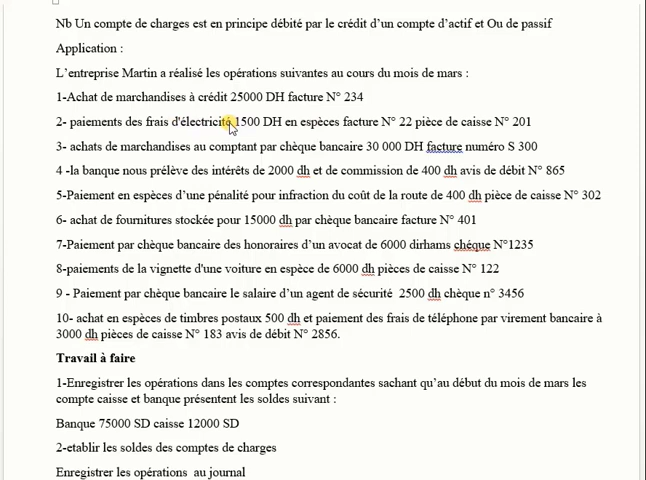 Nb Un compte de charges est en principe débité par le crédit d'un compte d'actif et Ou de passif
Application :
L'entreprise Martin a réalisé les opérations suivantes au cours du mois de mars :
1-Achat de marchandises à crédit 25000 DH facture N° 234
2- paiements des frais d'électricité 1500 DH en espèces facture N° 22 pièce de caisse N° 201
3- achats de marchandises au comptant par chèque bancaire 30 000 DH facture numéro S 300
4 -la banque nous prélève des intérêts de 2000 dh et de commission de 400 dh avis de débit N° 865
5-Paiement en espèces d'une pénalité pour infraction du coût de la route de 400 dh pièce de caisse N° 302
6- achat de fournitures stockée pour 15000 dh par chèque bancaire facture N° 401
7-Paiement par chèque bancaire des honoraires d'un avocat de 6000 dirhams chéque N°1235
8-paiements de la vignette d'une voiture en espèce de 6000 dh pièces de caisse N° 122
9 - Paiement par chèque bancaire le salaire d'un agent de sécurité 2500 dh chèque n° 3456
10- achat en espèces de timbres postaux 500 dh et paiement des frais de téléphone par virement bancaire à
3000 dh pièces de caisse N° 183 avis de débit N° 2856.
Travail à faire
1-Enregistrer les opérations dans les comptes correspondantes sachant qu'au début du mois de mars les
compte caisse et banque présentent les soldes suivant :
Banque 75000 SD caisse 12000 SD
2-etablir les soldes des comptes de charges
Enregistrer les opérations au journal